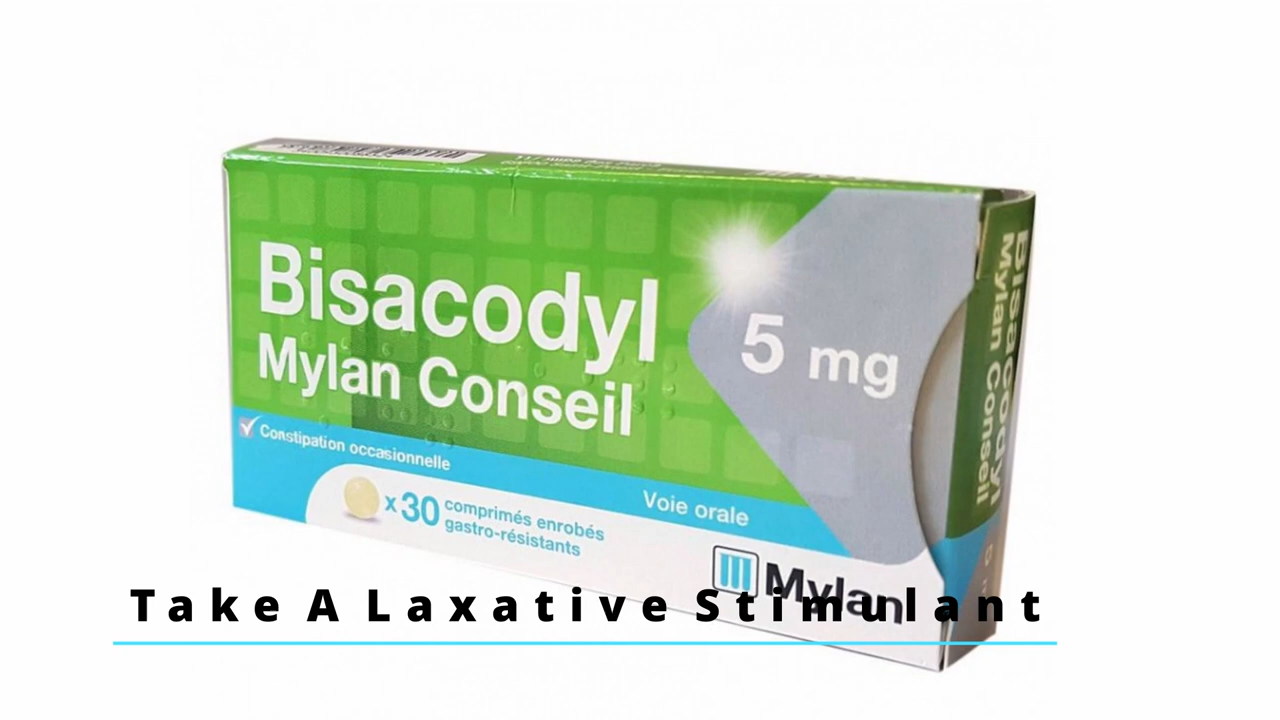 Bisacodyl
Mylan Conseil
5 mg
Constipation occasionnelle
x 30 comprimés enrobés
gastro-résistants
Voie orale
Mylan
Bisacodyl
Mylan Conseil
Take A Laxative Stimulant